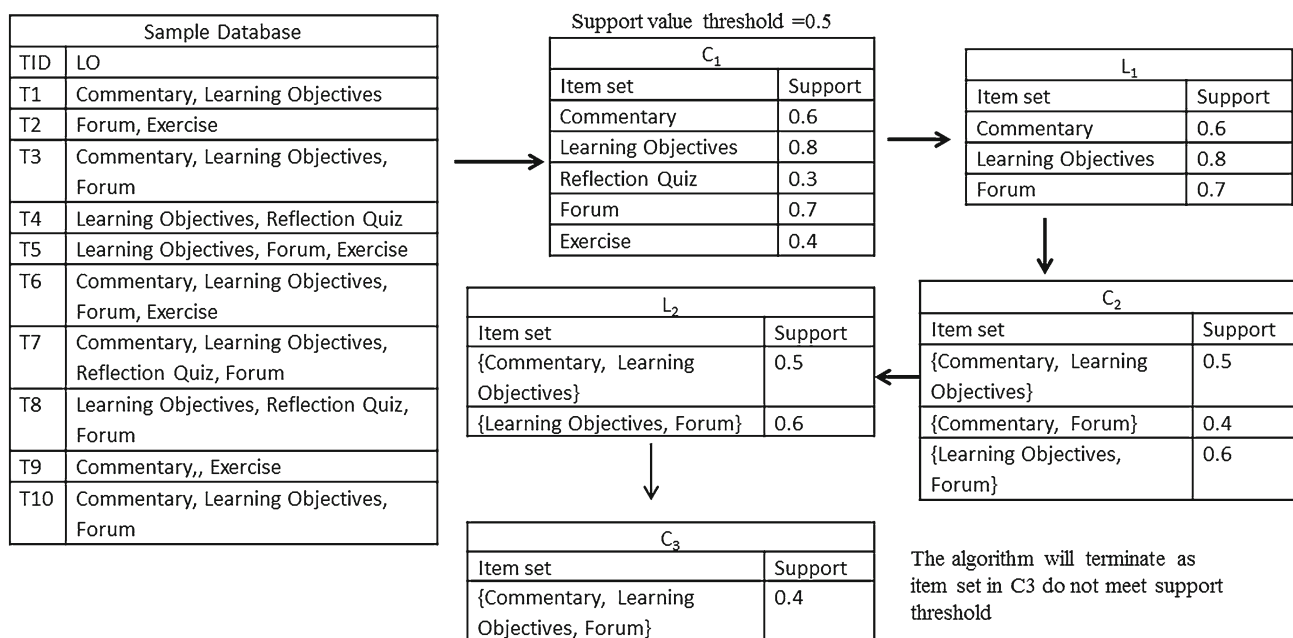 Sample Database
TID LO
T1 Commentary, Learning Objectives
T2 Forum, Exercise
T3 Commentary, Learning Objectives,
Forum
T4 Learning Objectives, Reflection Quiz
T5 Learning Objectives, Forum, Exercise
T6 Commentary, Learning Objectives,
Forum, Exercise
T7 Commentary, Learning Objectives,
Reflection Quiz, Forum
T8 Learning Objectives, Reflection Quiz,
Forum
T9 Commentary,, Exercise
T10 Commentary, Learning Objectives,
Forum
Support value threshold =0.5
C1
Item set Support
Commentary 0.6
Learning Objectives 0.8
Reflection Quiz 0.3
Forum 0.7
Exercise 0.4
L1
Item set Support
Commentary 0.6
Learning Objectives 0.8
Forum 0.7
C2
Item set Support
{Commentary, Learning 0.5
Objectives}
{Commentary, Forum} 0.4
{Learning Objectives, 0.6
Forum}
L2
Item set Support
{Commentary, Learning 0.5
Objectives}
{Learning Objectives, Forum} 0.6
C3
Item set Support
{Commentary, Learning 0.4
Objectives, Forum}
The algorithm will terminate as
item set in C3 do not meet support
threshold